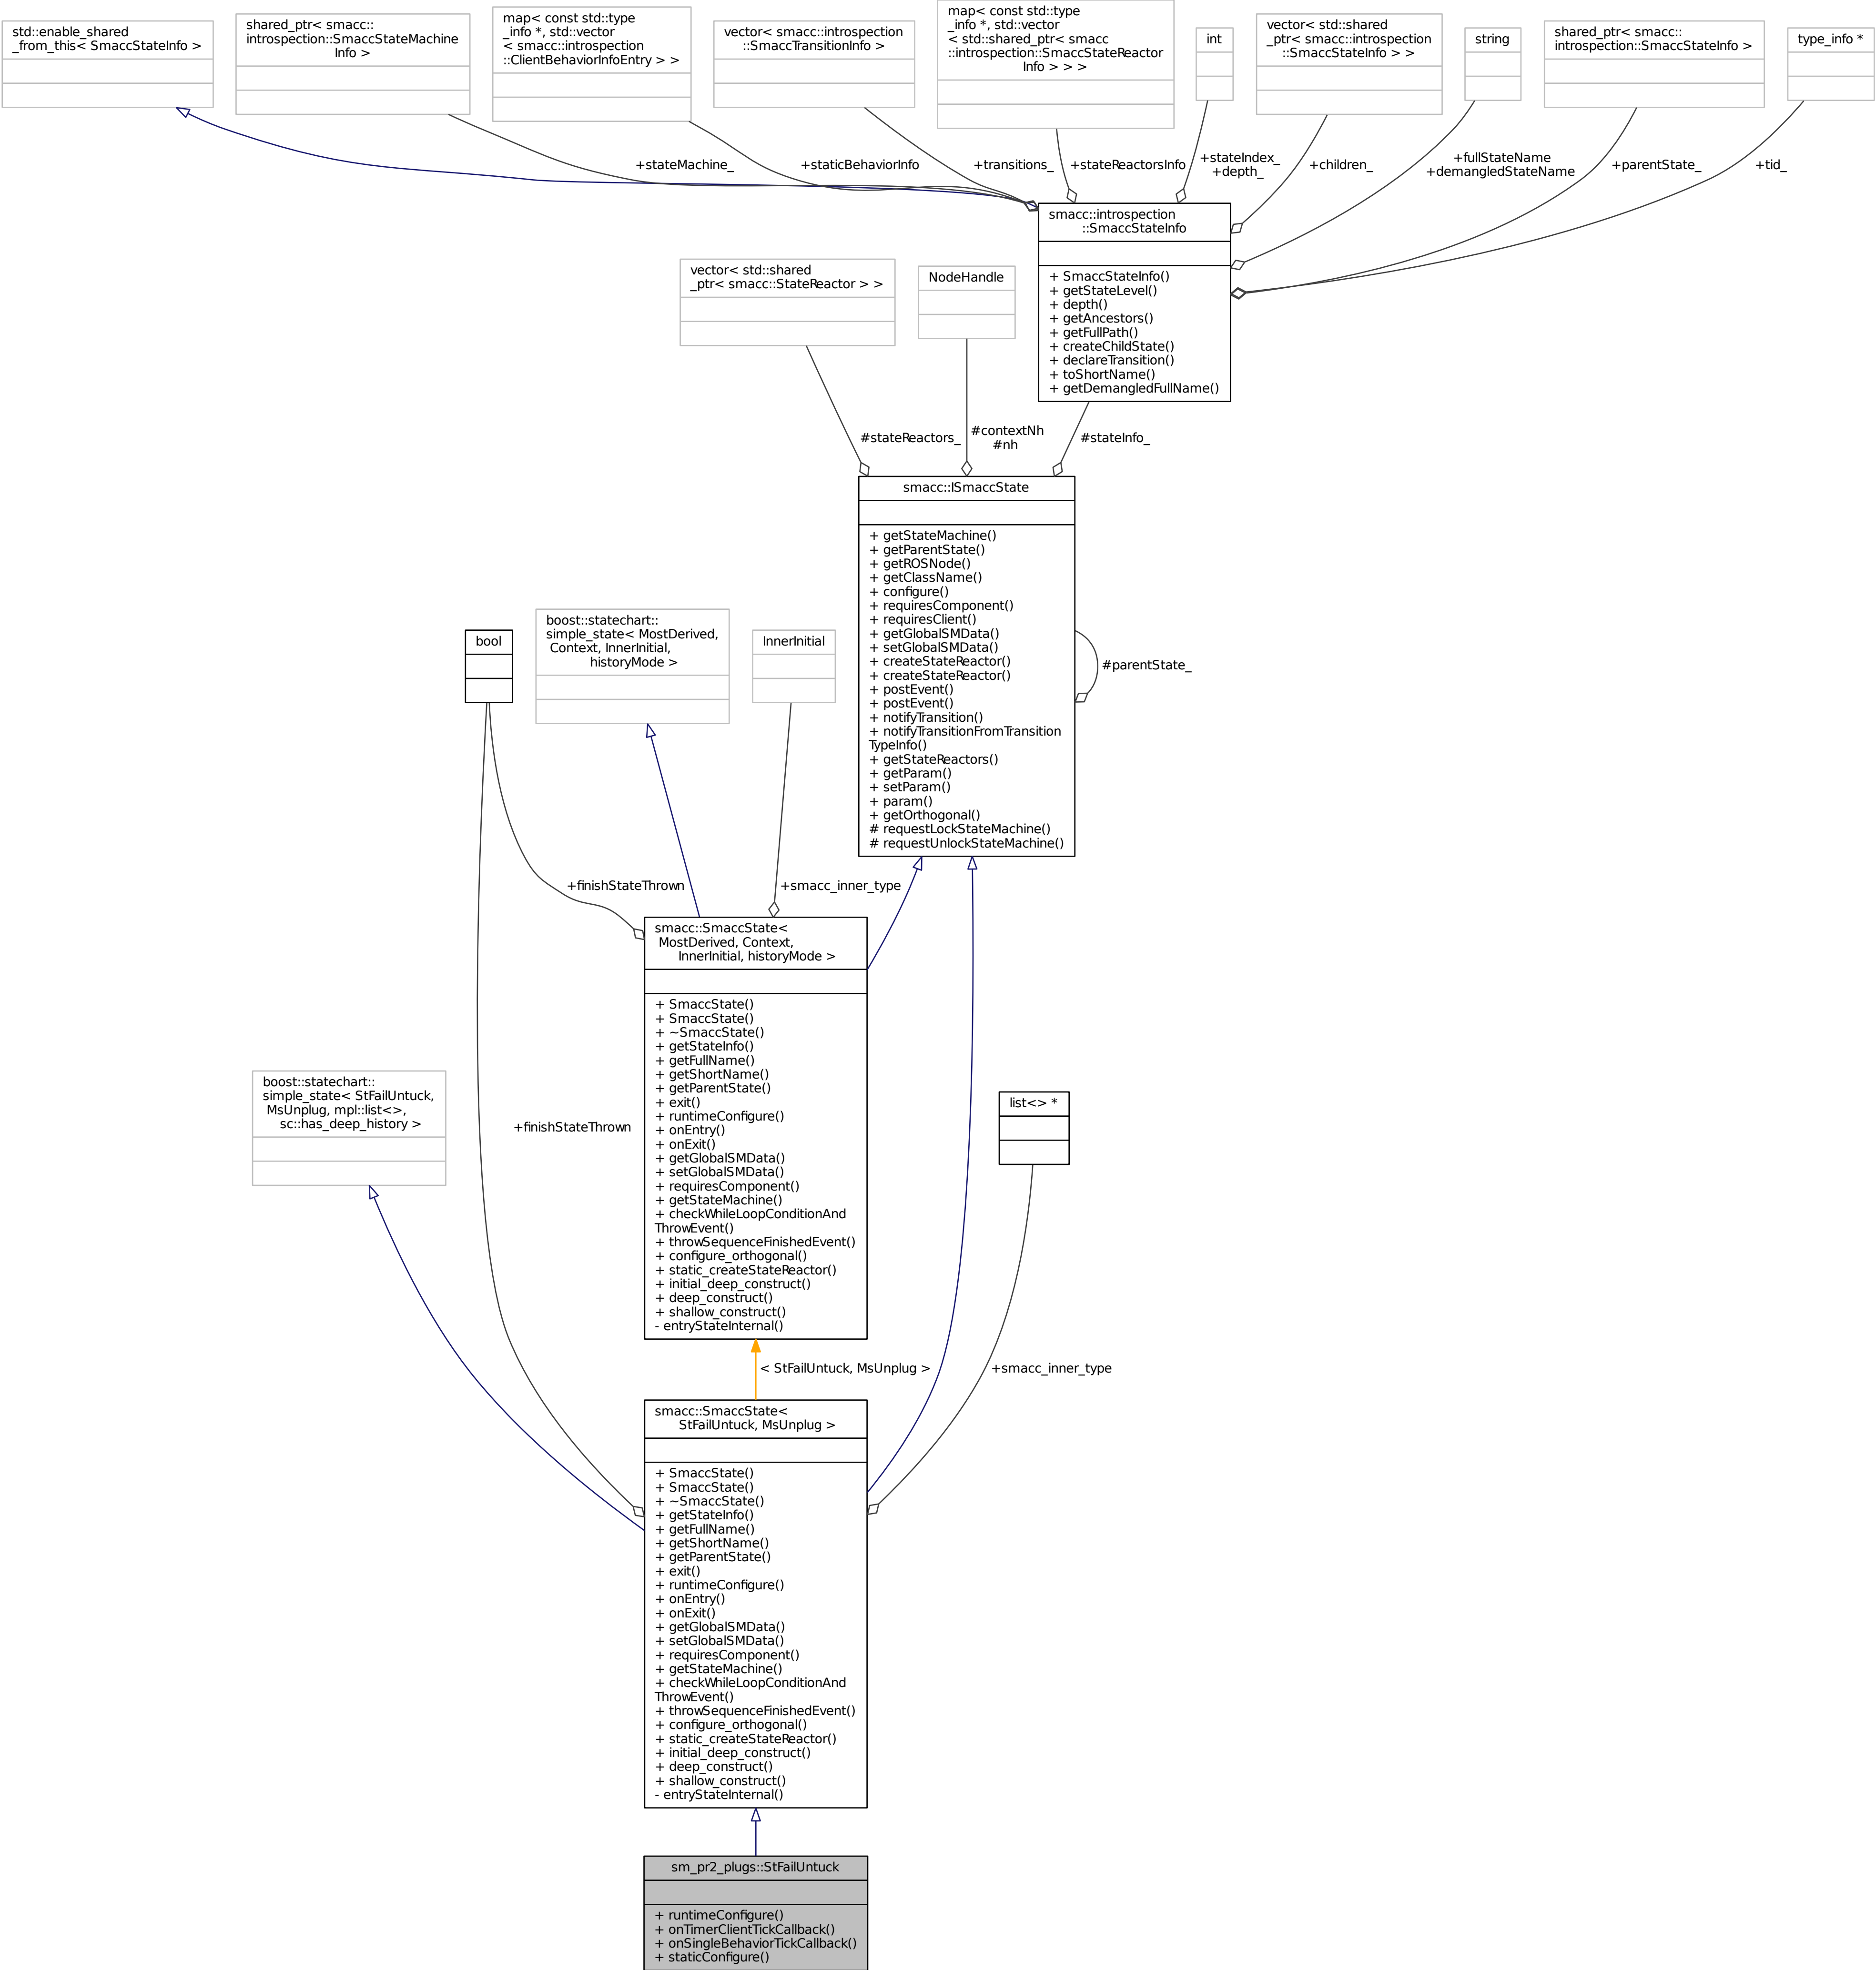 std::enable_shared
_from_this< SmaccStateInfo >
shared_ptr< smacc::
introspection::SmaccStateMachine
Info >
map< const std::type
_info *, std::vector
< smacc::introspection
::ClientBehaviorInfoEntry > >
vector< smacc::introspection
::SmaccTransitionInfo >
map< const std::type
_info *, std::vector
< std::shared_ptr< smacc
::introspection::SmaccStateReactor
Info > > >
int
vector< std::shared
_ptr< smacc::introspection
::SmaccStateInfo > >
string
shared_ptr< smacc::
introspection::SmaccStateInfo >
type_info *
+stateMachine_
+staticBehaviorInfo
+transitions_
+stateReactorsInfo
+stateIndex_
+depth_
+children_
+fullStateName
+demangledStateName
+parentState_
+tid_
smacc::introspection
::SmaccStateInfo
+ SmaccStateInfo()
+ getStateLevel()
+ depth()
+ getAncestors()
+ getFullPath()
+ createChildState()
+ declareTransition()
+ toShortName()
+ getDemangledFullName()
vector< std::shared
_ptr< smacc::StateReactor > >
NodeHandle
#stateReactors_
#contextNh
#nh
#stateInfo_
smacc::ISmaccState
+ getStateMachine()
+ getParentState()
+ getROSNode()
+ getClassName()
+ configure()
+ requiresComponent()
+ requiresClient()
+ getGlobalSMData()
+ setGlobalSMData()
+ createStateReactor()
+ createStateReactor()
+ postEvent()
+ postEvent()
+ notifyTransition()
+ notifyTransitionFromTransition
TypeInfo()
+ getStateReactors()
+ getParam()
+ setParam()
+ param()
+ getOrthogonal()
# requestLockStateMachine()
# requestUnlockStateMachine()
#parentState_
bool
boost::statechart::
simple_state< MostDerived,
Context, InnerInitial,
historyMode >
InnerInitial
+finishStateThrown
+smacc_inner_type
smacc::SmaccState<
MostDerived, Context,
InnerInitial, historyMode >
+ SmaccState()
+ SmaccState()
+ ~SmaccState()
+ getStateInfo()
+ getFullName()
+ getShortName()
+ getParentState()
+ exit()
+ runtimeConfigure()
+ onEntry()
+ onExit()
+ getGlobalSMData()
+ setGlobalSMData()
+ requiresComponent()
+ getStateMachine()
+ checkWhileLoopConditionAnd
ThrowEvent()
+ throwSequenceFinishedEvent()
+ configure_orthogonal()
+ static_createStateReactor()
+ initial_deep_construct()
+ deep_construct()
+ shallow_construct()
- entryStateInternal()
boost::statechart::
simple_state< StFailUntuck,
MsUnplug, mpl::list<>,
sc::has_deep_history >
+finishStateThrown
list<> *
< StFailUntuck, MsUnplug >
+smacc_inner_type
smacc::SmaccState<
StFailUntuck, MsUnplug >
+ SmaccState()
+ SmaccState()
+ ~SmaccState()
+ getStateInfo()
+ getFullName()
+ getShortName()
+ getParentState()
+ exit()
+ runtimeConfigure()
+ onEntry()
+ onExit()
+ getGlobalSMData()
+ setGlobalSMData()
+ requiresComponent()
+ getStateMachine()
+ checkWhileLoopConditionAnd
ThrowEvent()
+ throwSequenceFinishedEvent()
+ configure_orthogonal()
+ static_createStateReactor()
+ initial_deep_construct()
+ deep_construct()
+ shallow_construct()
- entryStateInternal()
sm_pr2_plugs::StFailUntuck
+ runtimeConfigure()
+ onTimerClientTickCallback()
+ onSingleBehaviorTickCallback()
+ staticConfigure()